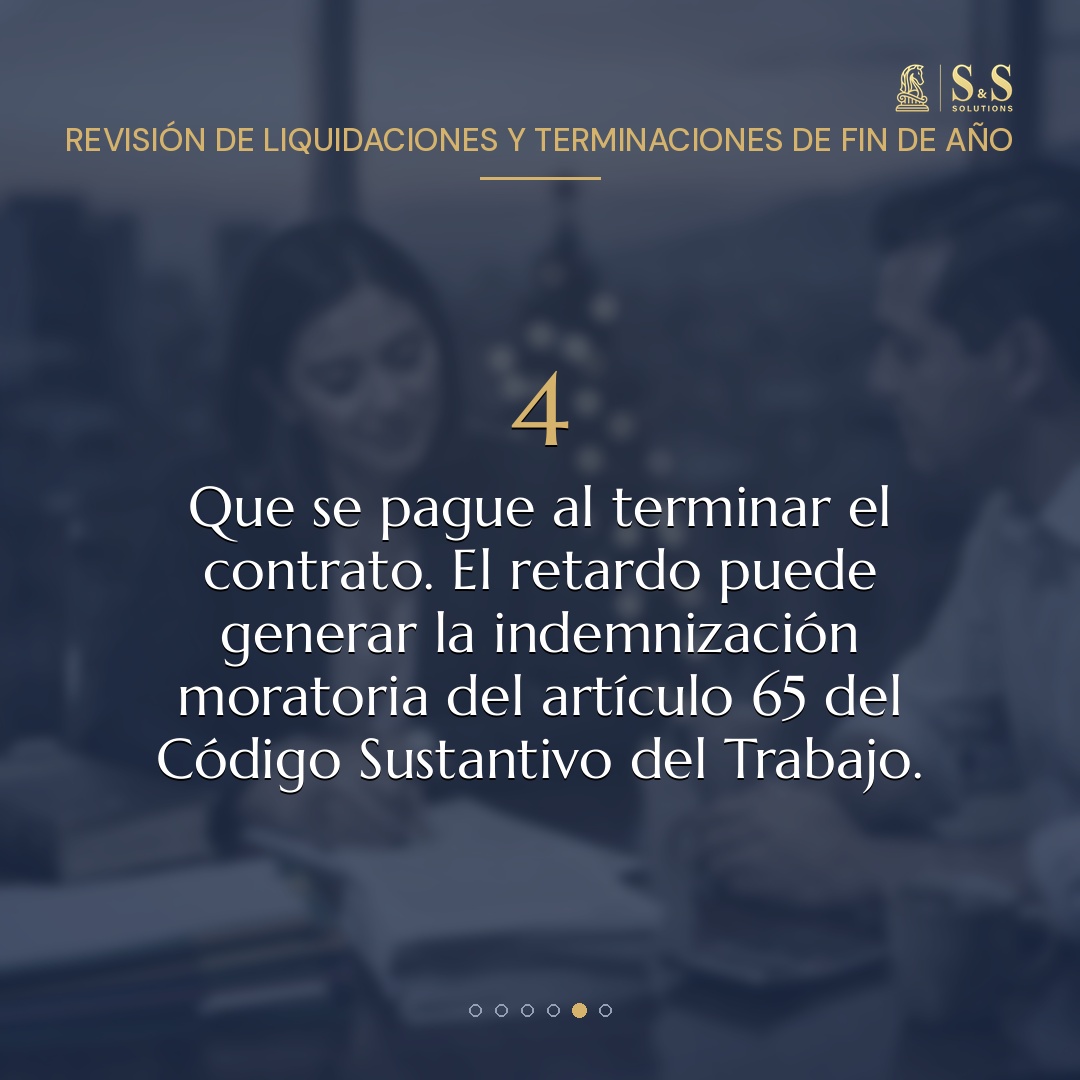 S&S
SOLUTIONS
REVISIÓN DE LIQUIDACIONES Y TERMINACIONES DE FIN DE AÑO
4
Que se pague al terminar el
contrato. El retardo puede
generar la indemnización
moratoria del artículo 65 del
Código Sustantivo del Trabajo.